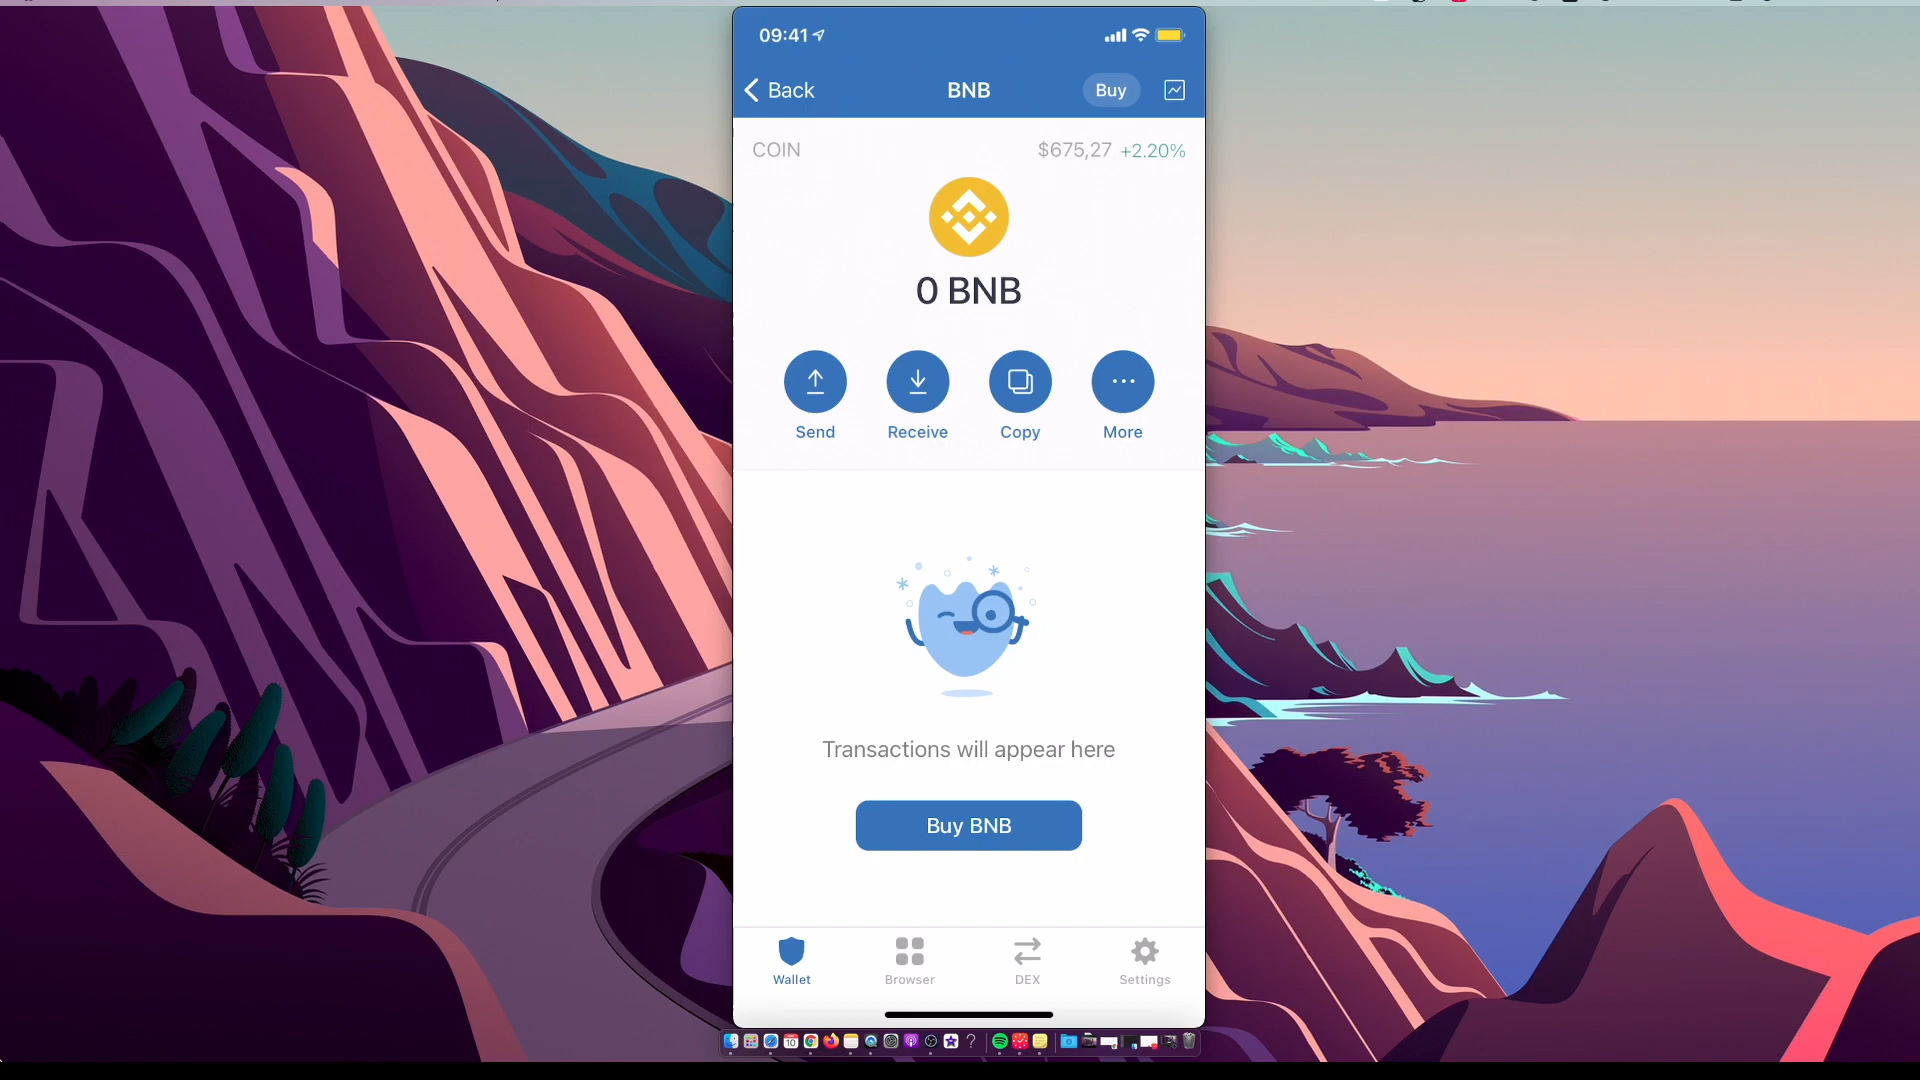 09:41
Back
BNB
Buy
COIN
$675,27 +2.20%
0 BNB
Send
Receive
Copy
More
Transactions will appear here
Buy BNB
Wallet
Browser
DEX
Settings
10